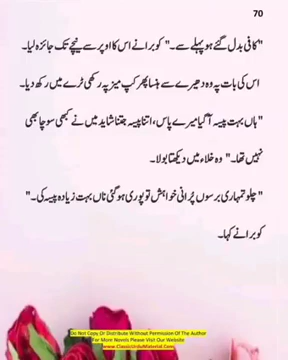 70
"کافی بدل گئے ہو پہلے سے۔" کوبرا نے اس کا اوپر سے نیچے تک جائزہ لیا۔
اس کی بات پہ وہ دھیرے سے ہنسا پھر کپ میز پہ رکھی ٹرے میں رکھ دیا۔
"ہاں بہت پیسہ آ گیا میرے پاس، اتنا پیسہ جتنا شاید میں نے کبھی سوچا بھی
نہیں تھا۔" وہ خلاء میں دیکھتا بولا۔
"چلو تمہاری برسوں پرانی خواہش تو پوری ہو گئی ناں بہت زیادہ پیسہ کی۔"
کوبرا نے کہا۔
Do Not Copy Or Distribute Without Permission Of The Author
For More Novels Please Visit Our Website
www.ClassicUrduMaterial.Com